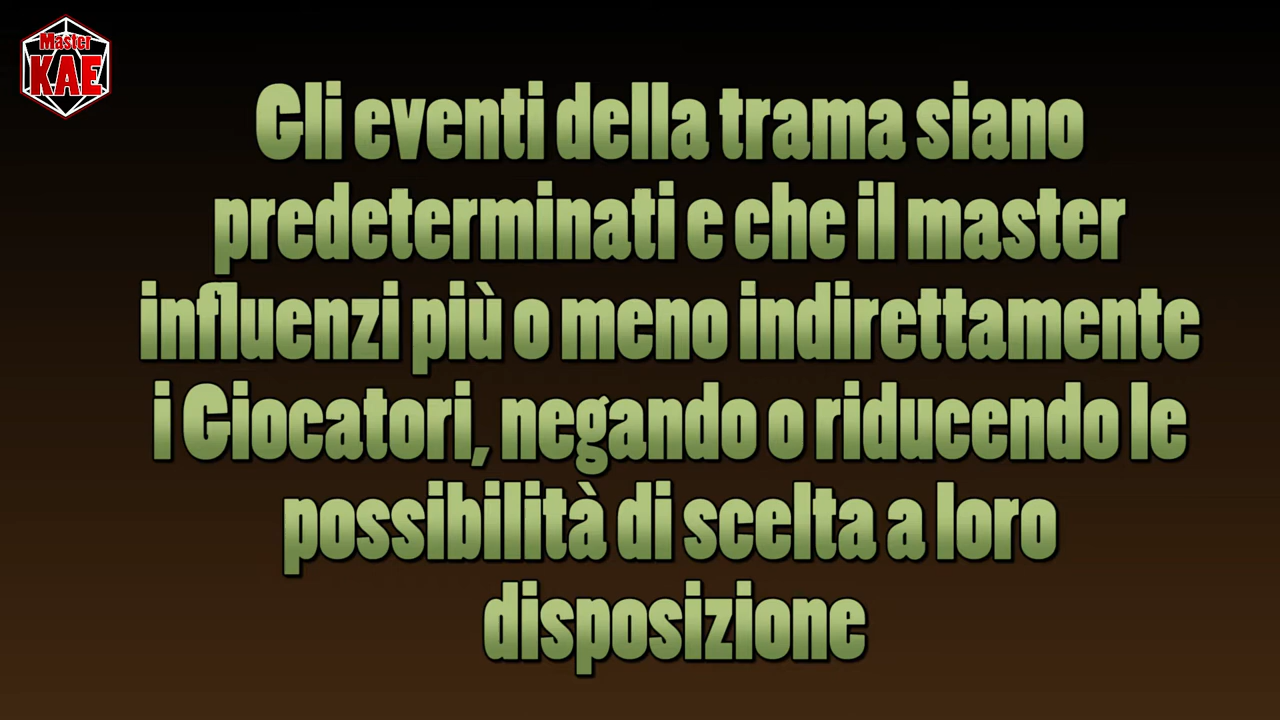 Master
KAE
Gli eventi della trama siano
predeterminati e che il master
influenzi più o meno indirettamente
i Giocatori, negando o riducendo le
possibilità di scelta a loro
disposizione